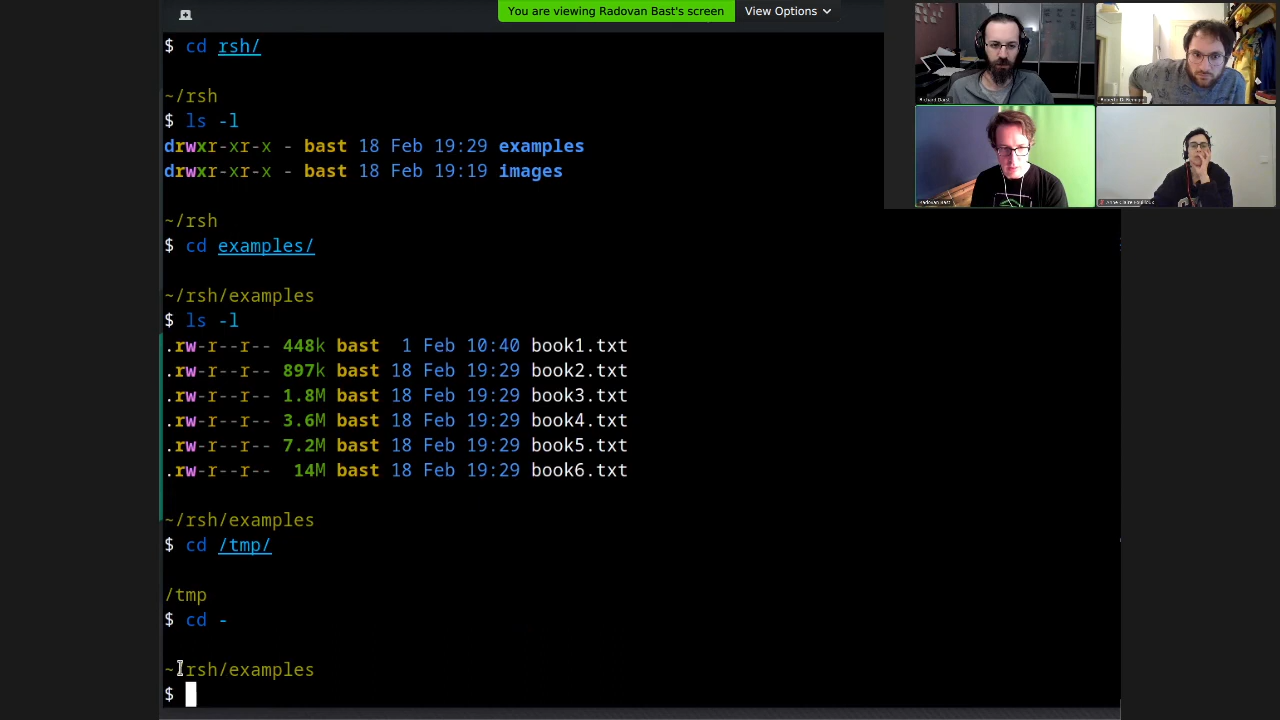 You are viewing Radovan Bast's screen
View Options
$ cd rsh/
~/rsh
$ ls -l
drwxr-xr-x - bast 18 Feb 19:29 examples
drwxr-xr-x - bast 18 Feb 19:19 images
~/rsh
$ cd examples/
~/rsh/examples
$ ls -l
.rw-r--r-- 448k bast 1 Feb 10:40 book1.txt
.rw-r--r-- 897k bast 18 Feb 19:29 book2.txt
.rw-r--r-- 1.8M bast 18 Feb 19:29 book3.txt
.rw-r--r-- 3.6M bast 18 Feb 19:29 book4.txt
.rw-r--r-- 7.2M bast 18 Feb 19:29 book5.txt
.rw-r--r-- 14M bast 18 Feb 19:29 book6.txt
~/rsh/examples
$ cd /tmp/
/tmp
$ cd -
~/rsh/examples
$
Richard Darst
Radovan Bast